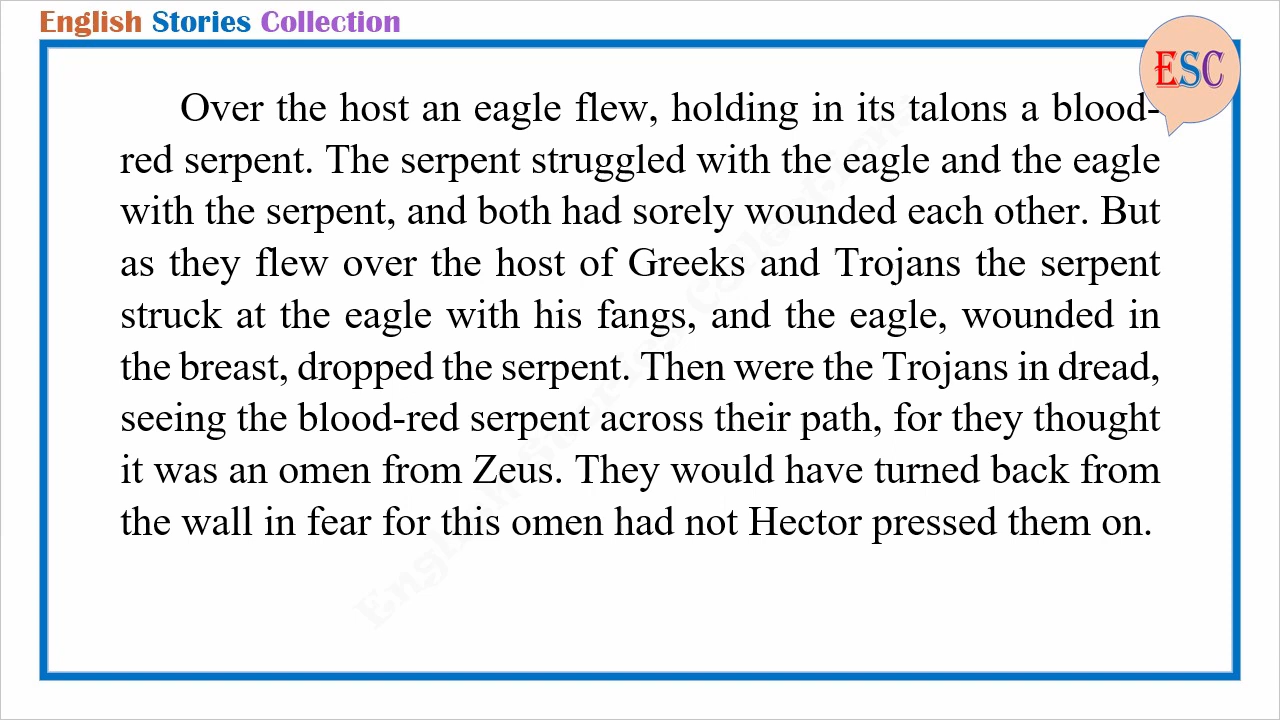 English Stories Collection
ESC
Over the host an eagle flew, holding in its talons a blood-
red serpent. The serpent struggled with the eagle and the eagle
with the serpent, and both had sorely wounded each other. But
as they flew over the host of Greeks and Trojans the serpent
struck at the eagle with his fangs, and the eagle, wounded in
the breast, dropped the serpent. Then were the Trojans in dread,
seeing the blood-red serpent across their path, for they thought
it was an omen from Zeus. They would have turned back from
the wall in fear for this omen had not Hector pressed them on.
English Stories Collections